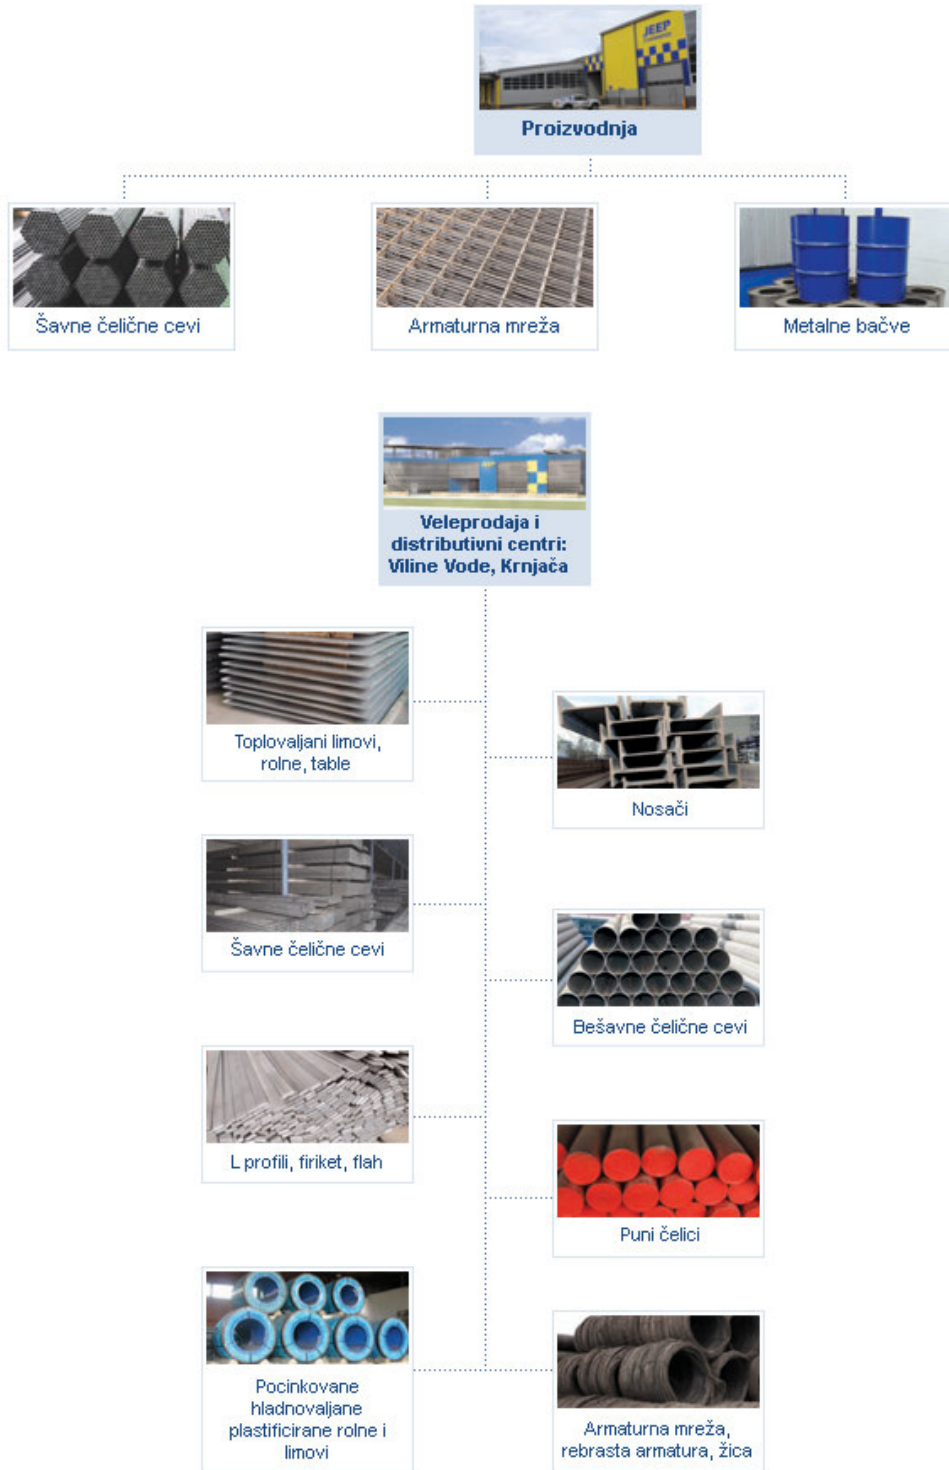 JEEP
Proizvodnja
Šavne čelične cevi
Armaturna mreža
Metalne bačve
Veleprodaja i
distributivni centri:
Viline Vode, Krnjača
Toplovaljani limovi,
rolne, table
Nosači
Šavne čelične cevi
Bešavne čelične cevi
L profili, firiket, flah
Puni čelici
Pocinkovane
hladnovaljane
plastificirane rolne i
limovi
Armaturna mreža,
rebrasta armatura, žica